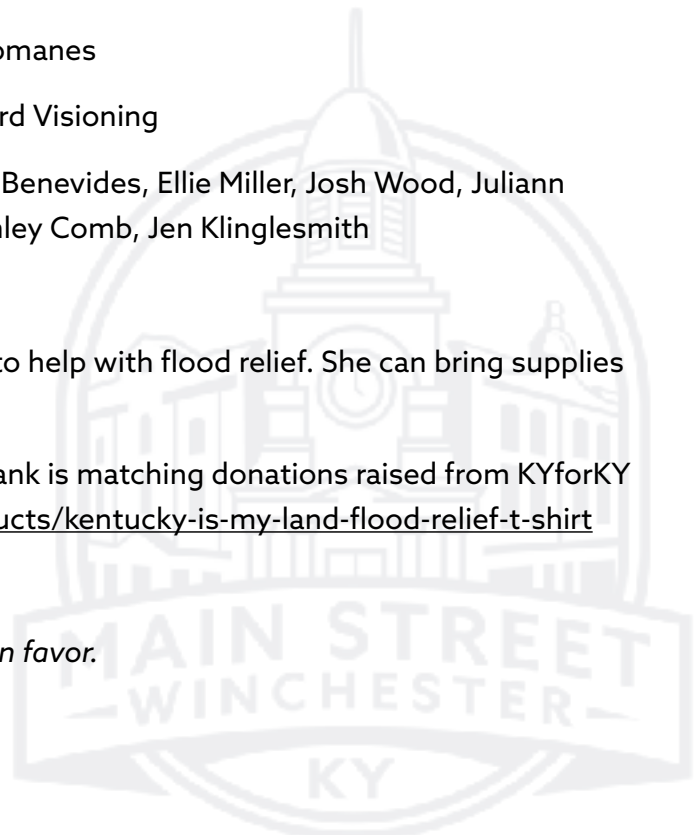 omanes
rd Visioning
Benevides, Ellie Miller, Josh Wood, Juliann
ley Comb, Jen Klinglesmith
to help with flood relief. She can bring supplies
ank is matching donations raised from KYforKY
ucts/kentucky-is-my-land-flood-relief-t-shirt
n favor.
MAIN STREET
WINCHESTER
KY